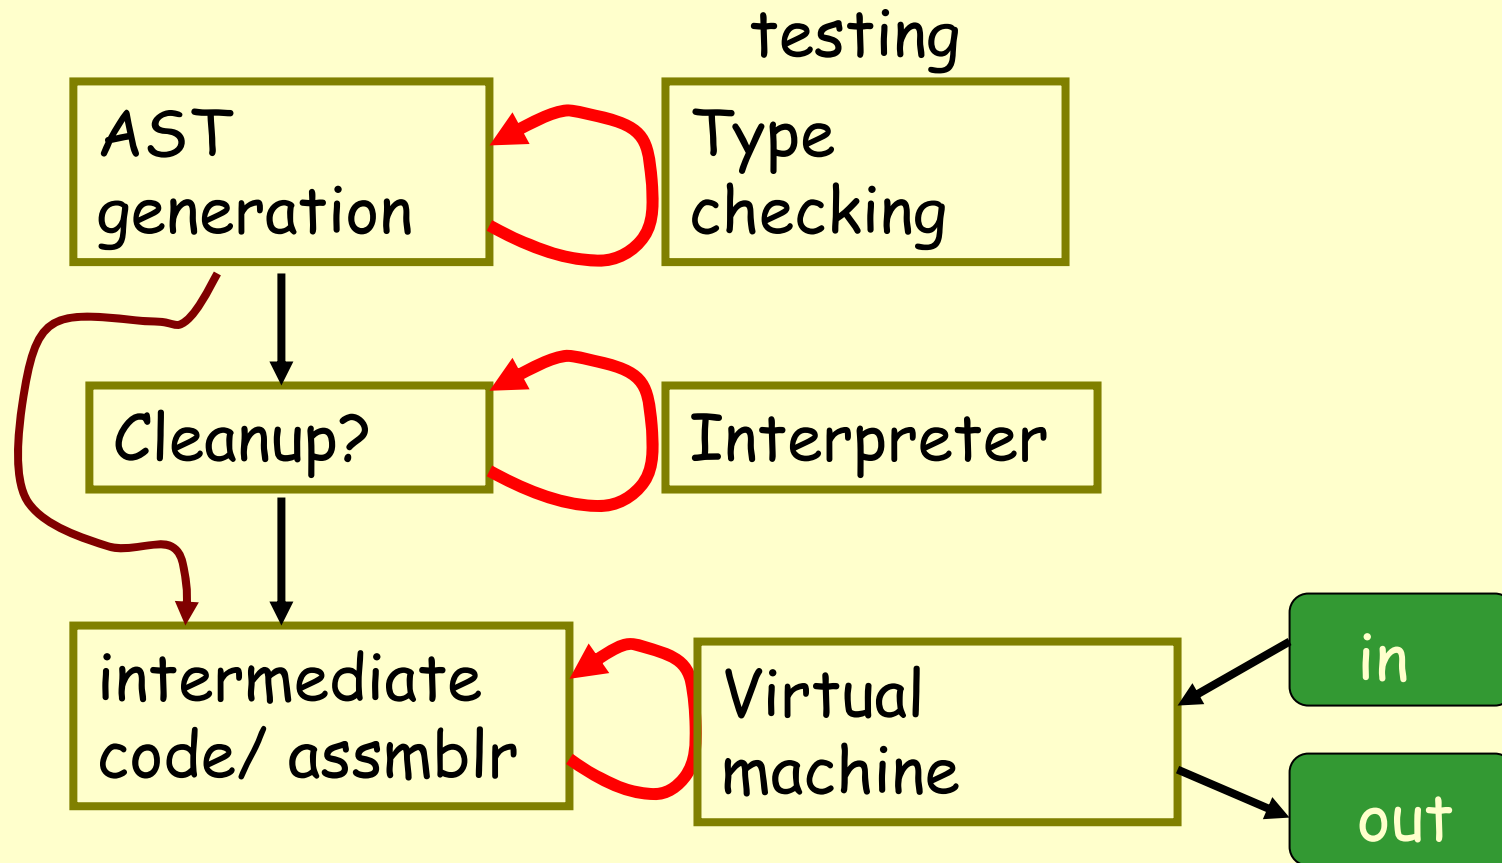 testing
AST
generation
Type
checking
Cleanup?
Interpreter
intermediate
code/ assmblr
Virtual
machine
in
out